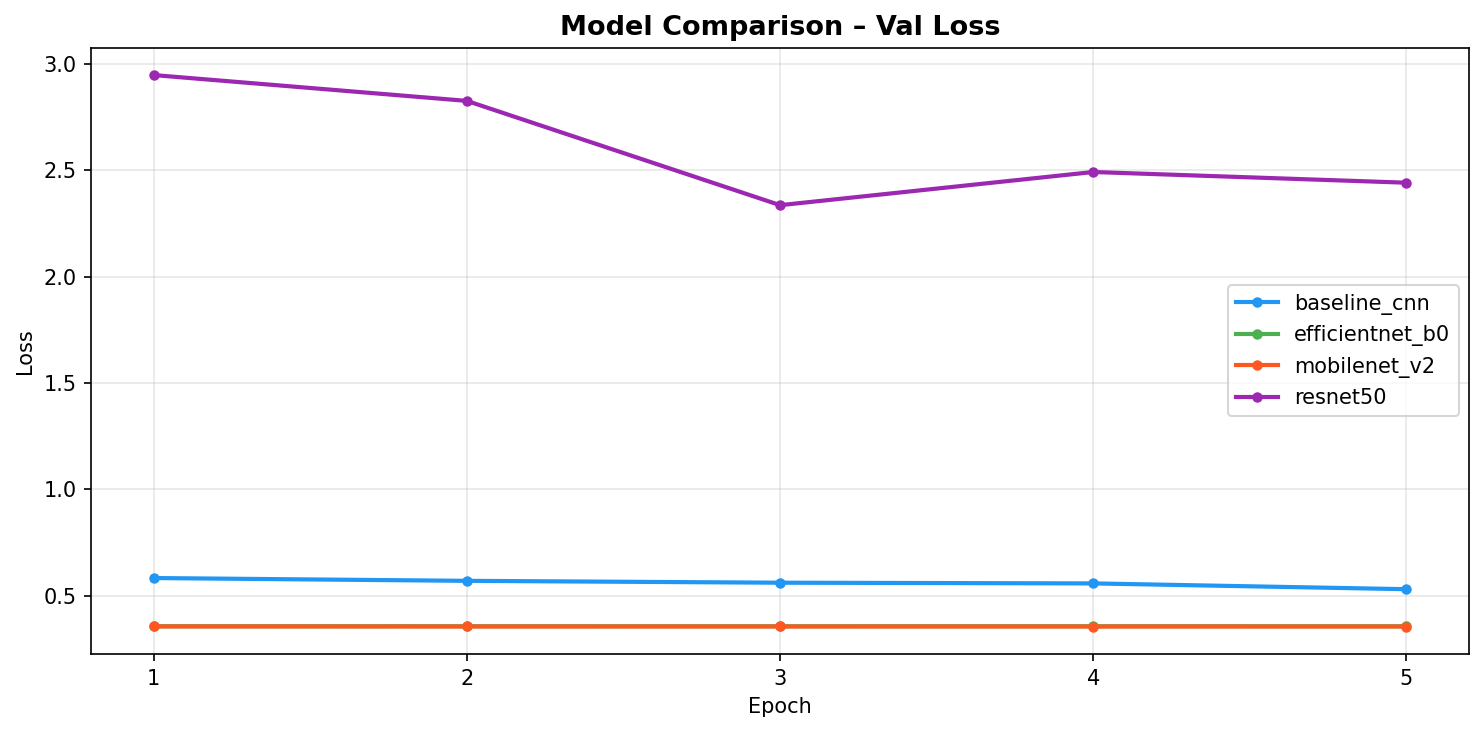 Model Comparison – Val Loss
3.0
2.5
2.0
1.5
1.0
0.5
Loss
baseline_cnn
efficientnet_b0
mobilenet_v2
resnet50
1 2 3 4 5
Epoch